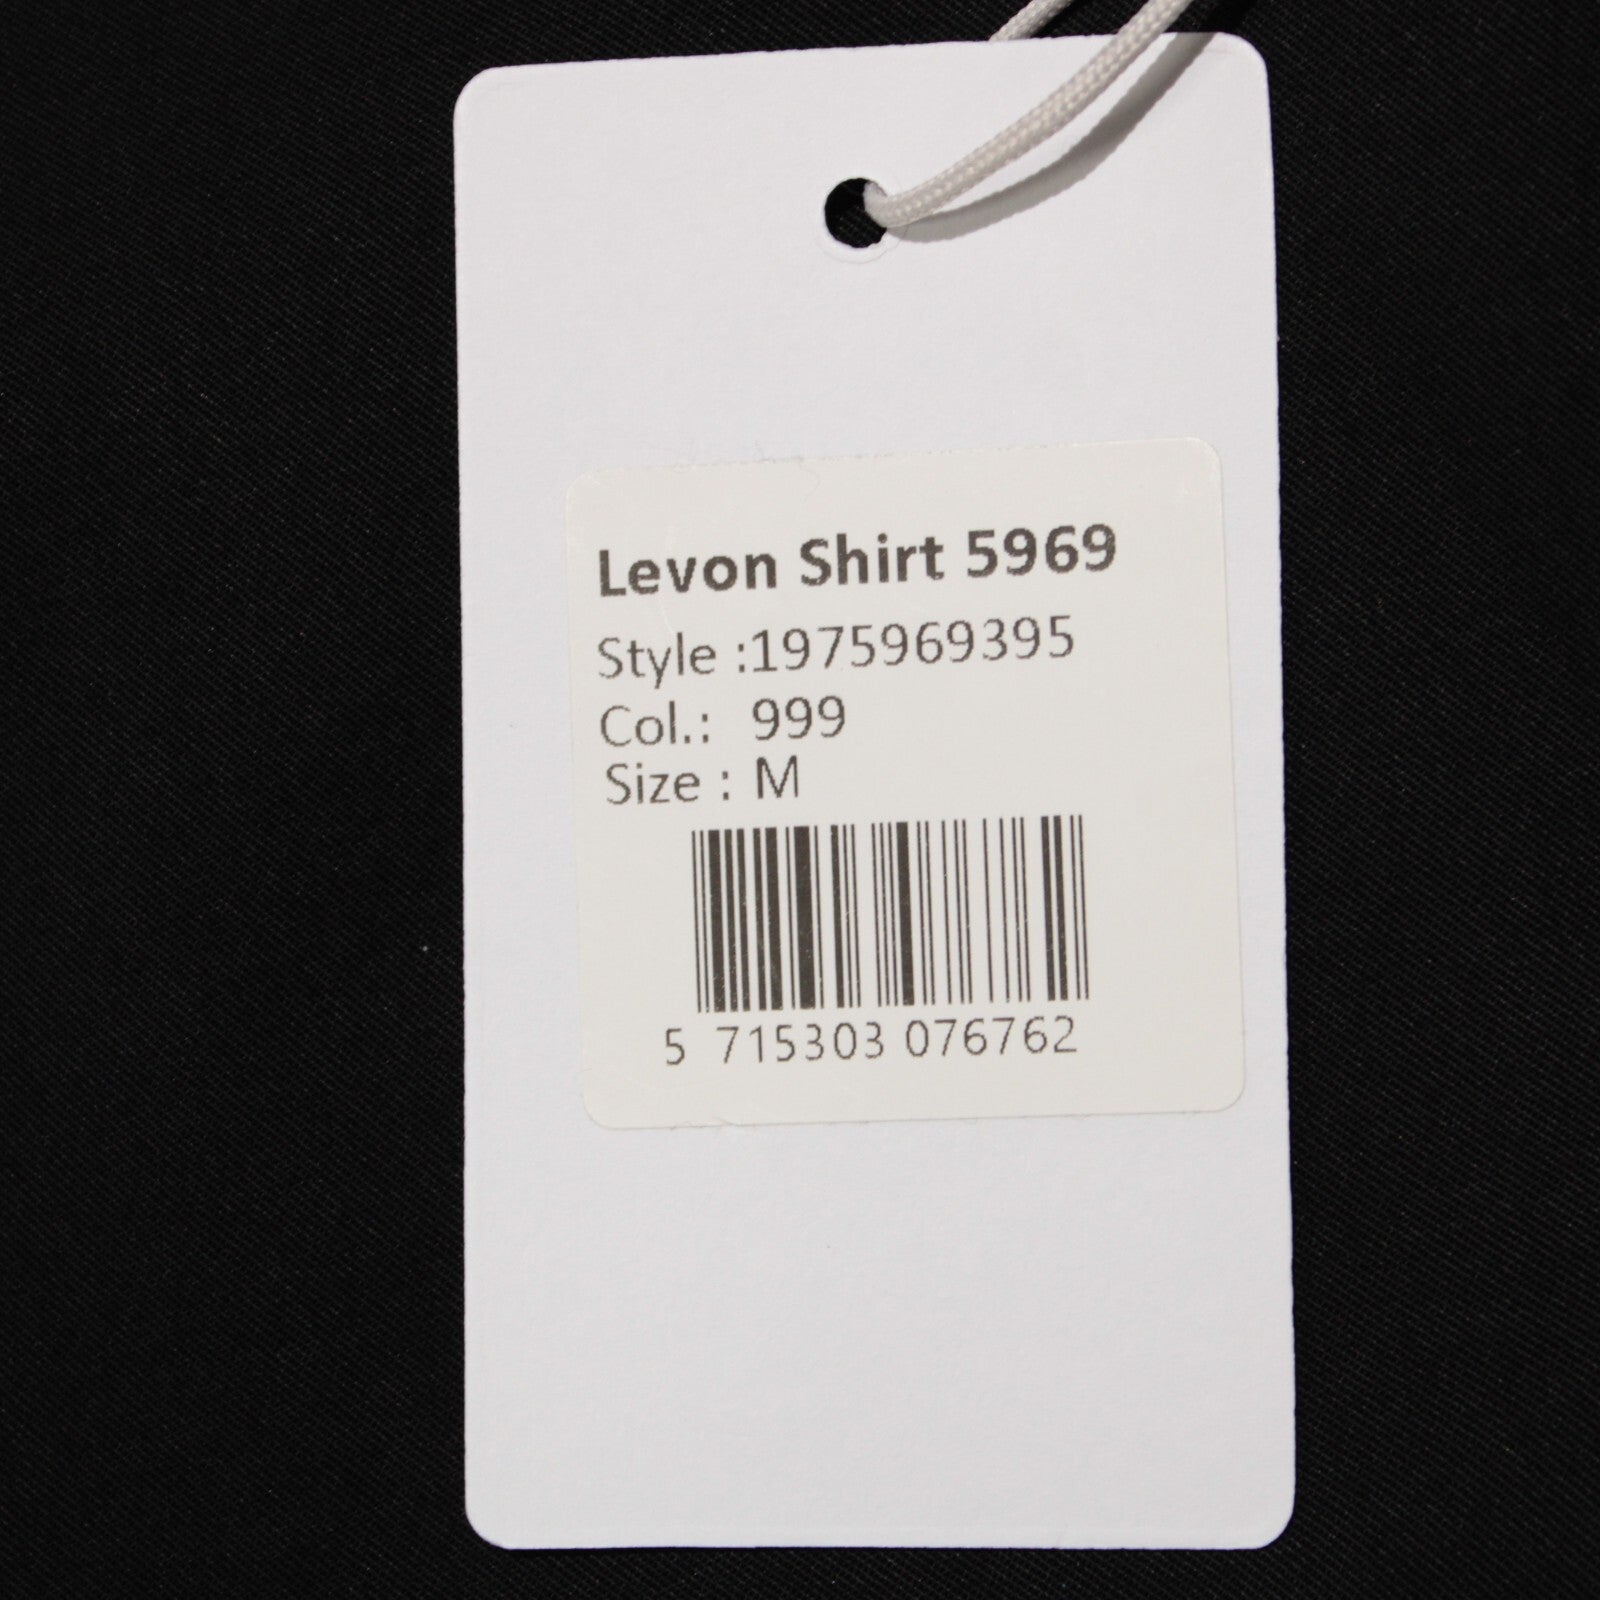 Levon Shirt 5969
Style :1975969395
Col.: 999
Size : M
5 715303 076762